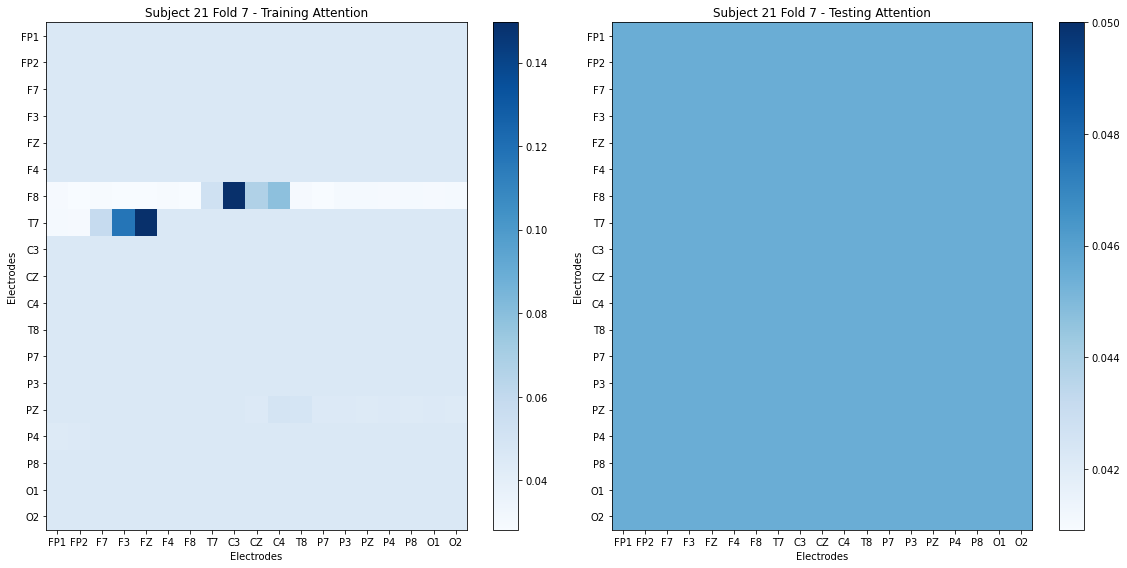 Subject 21 Fold 7 - Training Attention
FP1
FP2
F7
F3
FZ
F4
F8
T7
C3
CZ
C4
T8
P7
P3
PZ
P4
P8
O1
O2
Electrodes
FP1 FP2 F7 F3 FZ F4 F8 T7 C3 CZ C4 T8 P7 P3 PZ P4 P8 O1 O2
Electrodes
0.14
0.12
0.10
0.08
0.06
0.04
Subject 21 Fold 7 - Testing Attention
FP1
FP2
F7
F3
FZ
F4
F8
T7
C3
CZ
C4
T8
P7
P3
PZ
P4
P8
O1
O2
Electrodes
FP1 FP2 F7 F3 FZ F4 F8 T7 C3 CZ C4 T8 P7 P3 PZ P4 P8 O1 O2
Electrodes
0.050
0.048
0.046
0.044
0.042